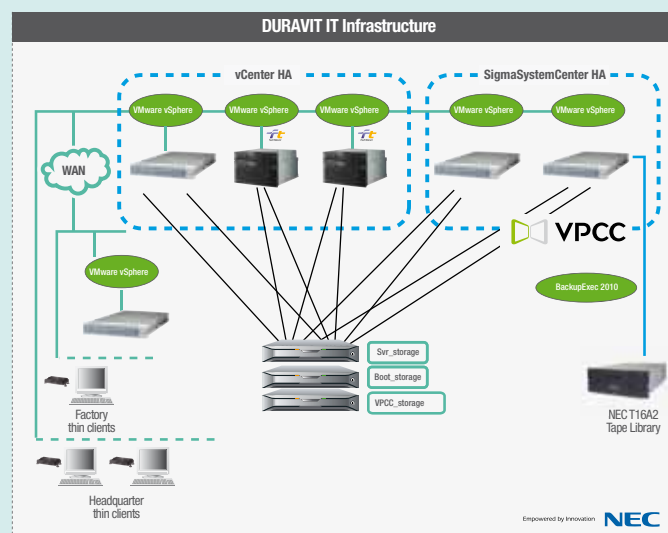 DURAVIT IT Infrastructure
vCenter HA
SigmaSystemCenter HA
VMware vSphere
VMware vSphere
VMware vSphere
VMware vSphere
VMware vSphere
ft
ft
WAN
VPCC
VMware vSphere
BackupExec 2010
Svr_storage
Boot_storage
VPCC_storage
Factory
thin clients
NEC T16A2
Tape Library
Headquarter
thin clients
Empowered by Innovation
NEC